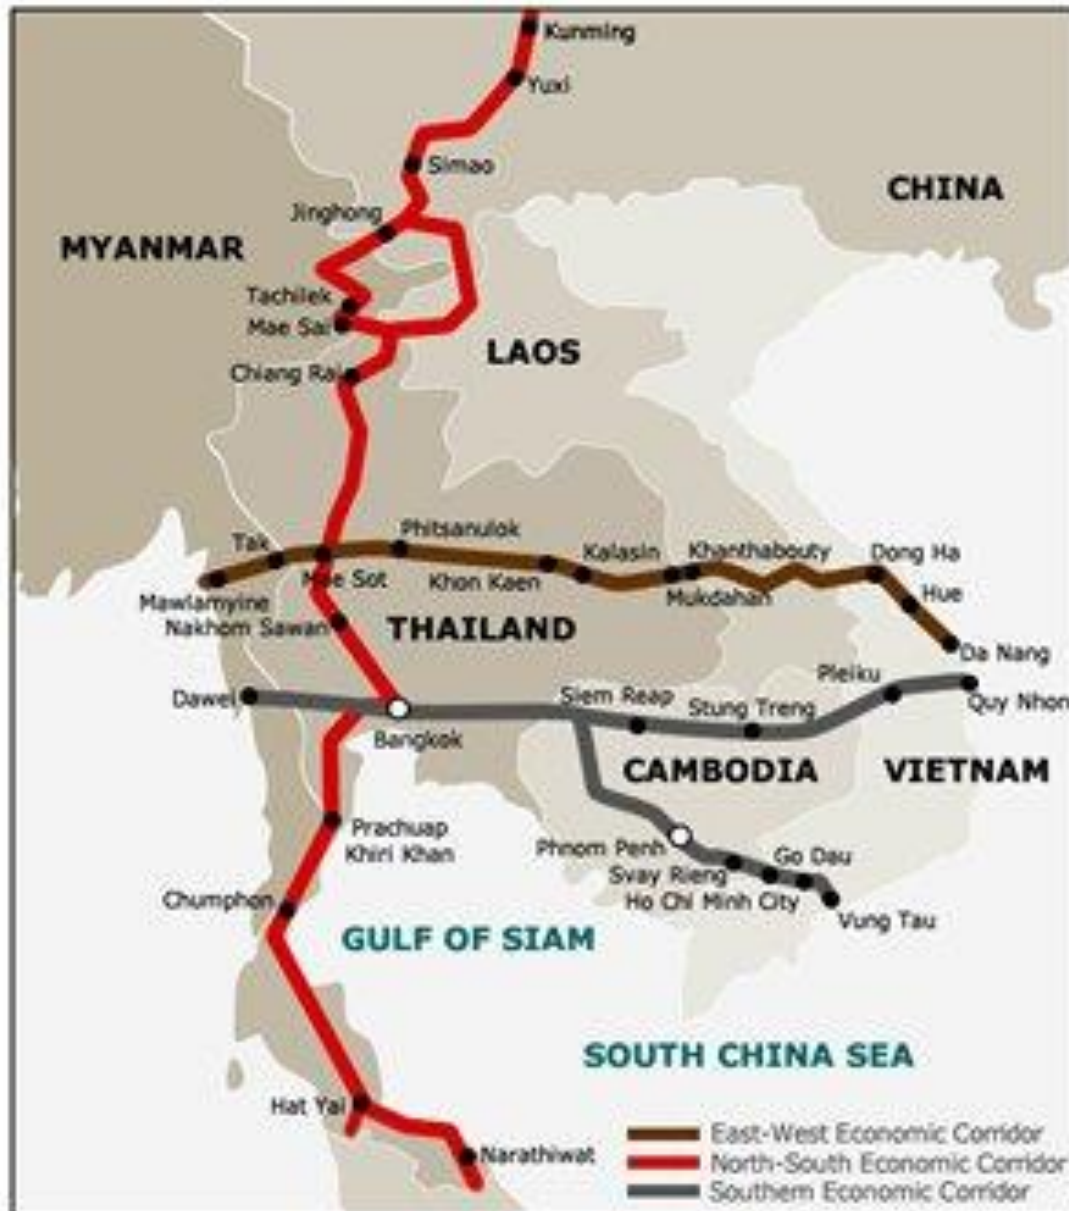 Kunming
Yuxi
Simao
CHINA
Jinghong
MYANMAR
Tachilek
Mae Sai
LAOS
Chiang Rai
Phitsanulok
Tak
Kalasin
Khanthabouty
Dong Ha
Mae Sot
Khon Kaen
Mukdahan
Hue
Mawlamyine
Nakhom Sawan
THAILAND
Da Nang
Pleiku
Dawei
Siem Reap
Stung Treng
Quy Nhon
Bangkok
CAMBODIA
VIETNAM
Prachuap
Khiri Khan
Phnom Penh
Go Dau
Svay Rieng
Ho Chi Minh City
Chumphon
Vung Tau
GULF OF SIAM
SOUTH CHINA SEA
Hat Yai
Narathiwat
East-West Economic Corridor
North-South Economic Corridor
Southern Economic Corridor